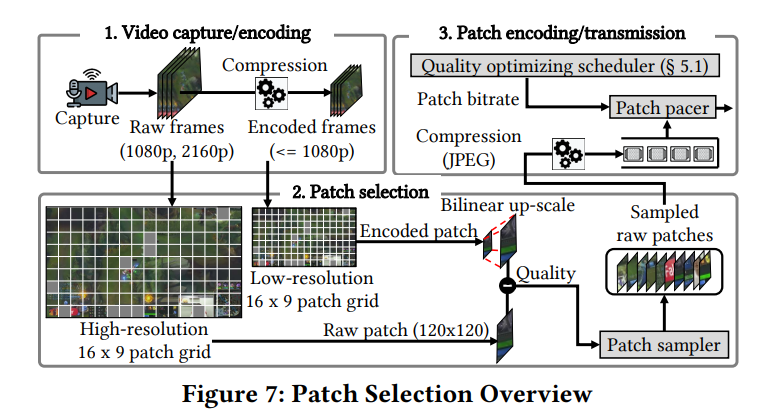 1. Video capture/encoding
Capture
Raw frames
(1080p, 2160p)
Compression
Encoded frames
(<= 1080p)
3. Patch encoding/transmission
Quality optimizing scheduler (§ 5.1)
Patch bitrate
Patch pacer
Compression
(JPEG)
2. Patch selection
High-resolution
16 x 9 patch grid
Low-resolution
16 x 9 patch grid
Encoded patch
Bilinear up-scale
Raw patch (120x120)
Quality
Patch sampler
Sampled
raw patches
Figure 7: Patch Selection Overview